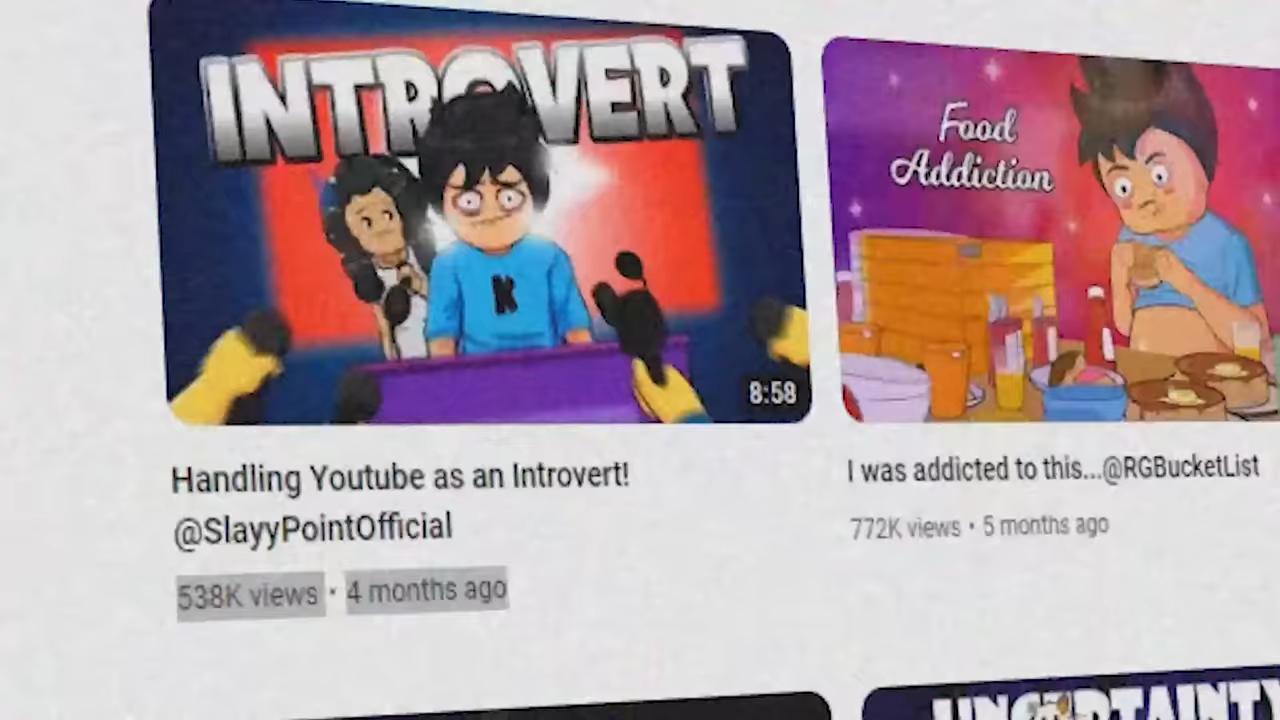 INTROVERT
K
8:58
Handling Youtube as an Introvert!
@SlayyPointOfficial
538K views • 4 months ago
Food
Addiction
I was addicted to this...@RGBucketList
772K views • 5 months ago
UNCERTAINTY